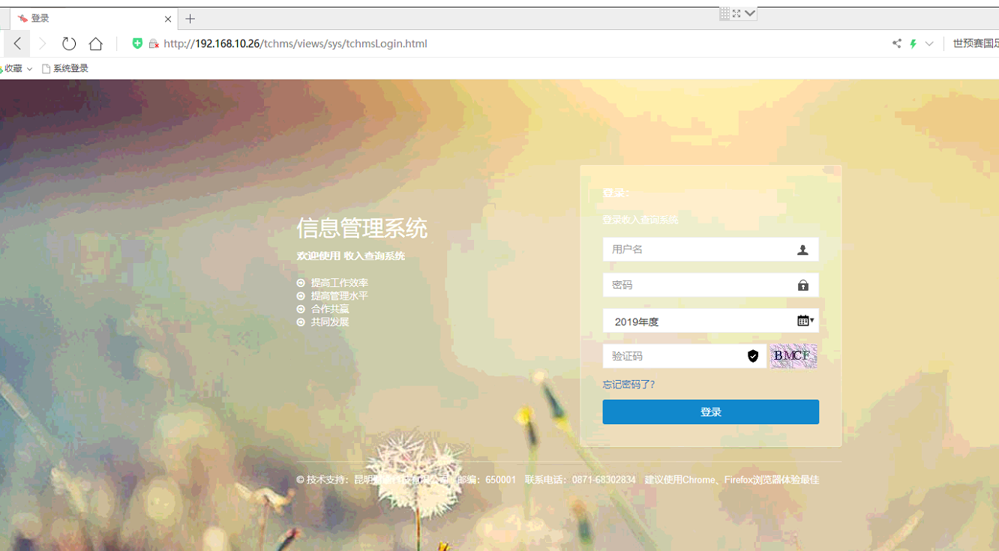 登录
http://192.168.10.26/tchms/views/sys/tchmsLogin.html
世预赛国足
收藏
系统登录
信息管理系统
欢迎使用 收入查询系统
提高工作效率
提高管理水平
合作共赢
共同发展
登录：
登录收入查询系统
用户名
密码
2019年度
验证码
BMCF
忘记密码了?
登录
© 技术支持：昆明 有限公司 邮编：650001 联系电话：0871-68302834 建议使用Chrome、Firefox浏览器体验最佳